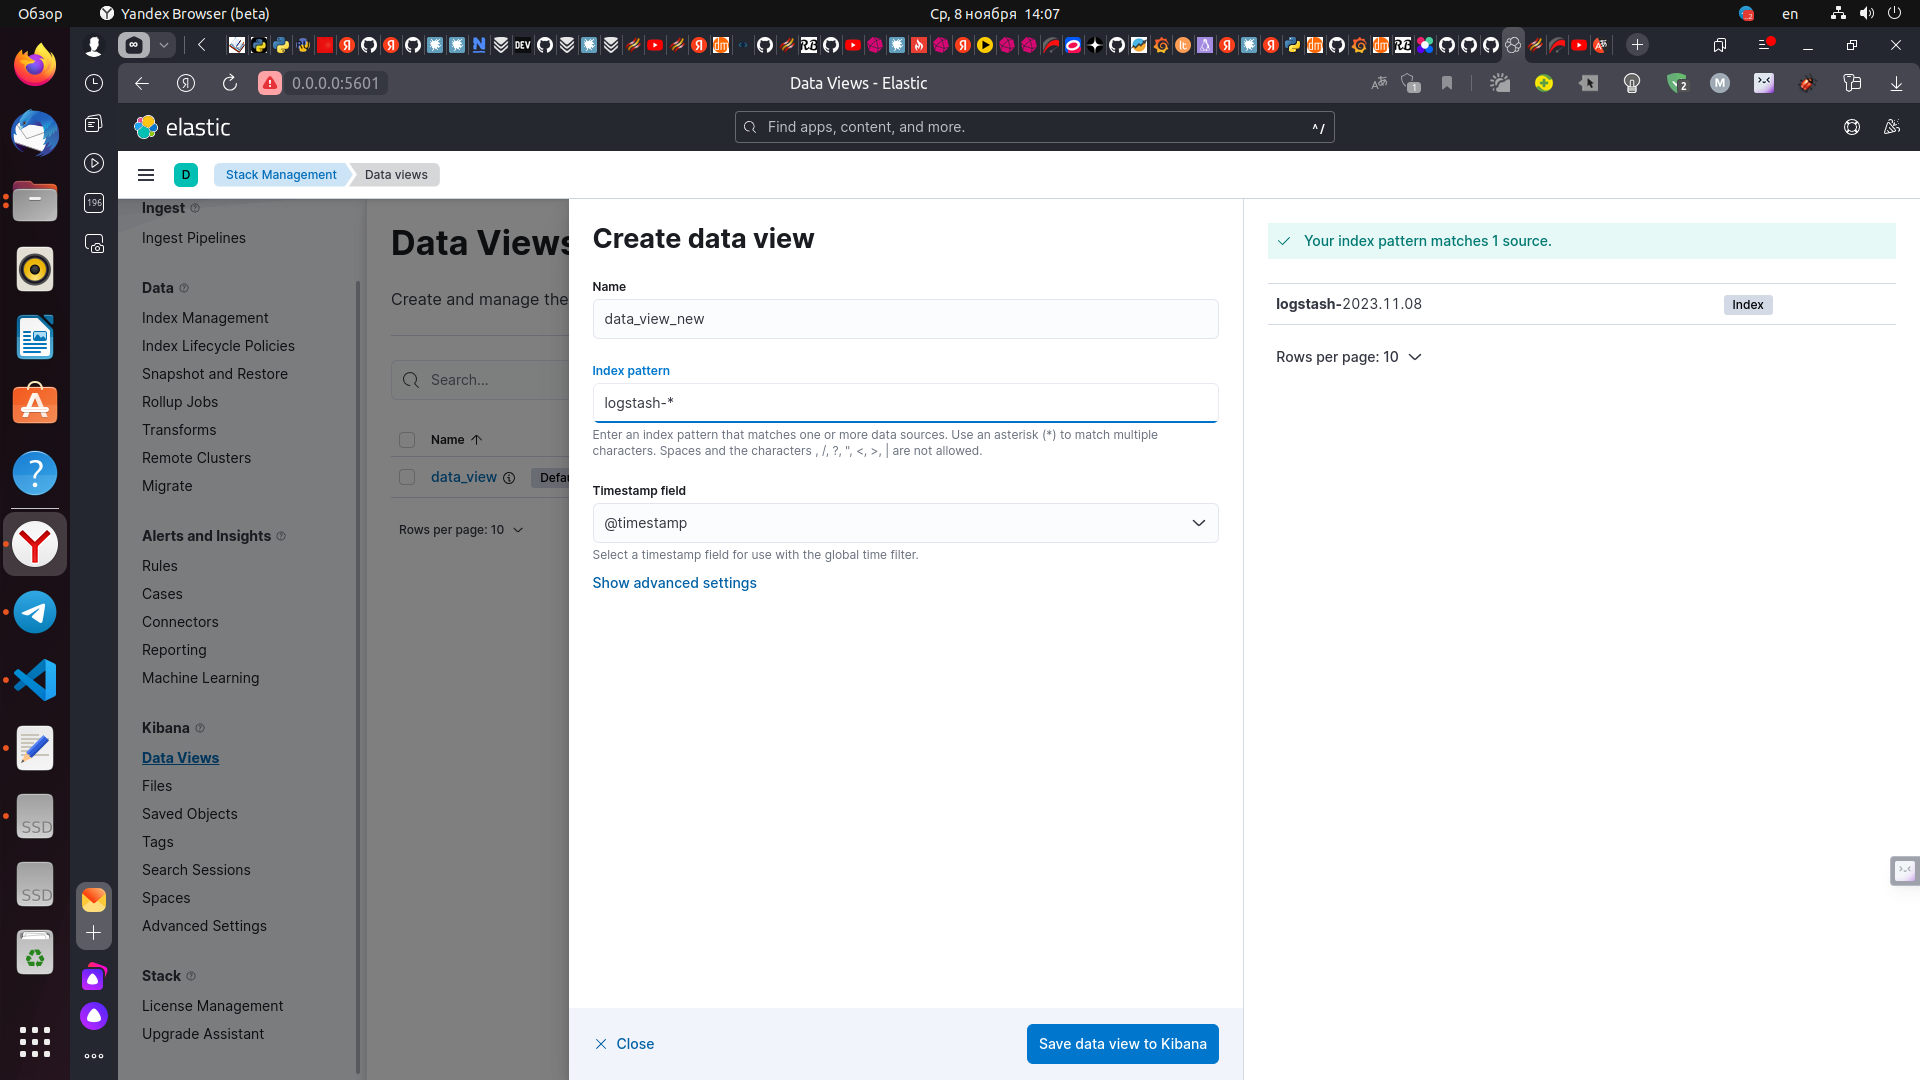 Обзор
Yandex Browser (beta)
Ср, 8 ноября 14:07
en
0.0.0.0:5601
Data Views - Elastic
1
2
M
196
elastic
Find apps, content, and more.
^/
D
Stack Management
Data views
Ingest
Ingest Pipelines
Data
Index Management
Index Lifecycle Policies
Snapshot and Restore
Rollup Jobs
Transforms
Remote Clusters
Migrate
Alerts and Insights
Rules
Cases
Connectors
Reporting
Machine Learning
Kibana
Data Views
Files
Saved Objects
Tags
Search Sessions
Spaces
Advanced Settings
Stack
License Management
Upgrade Assistant
Data Views
Create and manage the
Search...
Name
data_view
Defau
Rows per page: 10
Create data view
Name
data_view_new
Index pattern
logstash-*
Enter an index pattern that matches one or more data sources. Use an asterisk (*) to match multiple
characters. Spaces and the characters , /, ?, ", <, >, | are not allowed.
Timestamp field
@timestamp
Select a timestamp field for use with the global time filter.
Show advanced settings
Close
Save data view to Kibana
Your index pattern matches 1 source.
logstash-2023.11.08
Index
Rows per page: 10
SSD
SSD